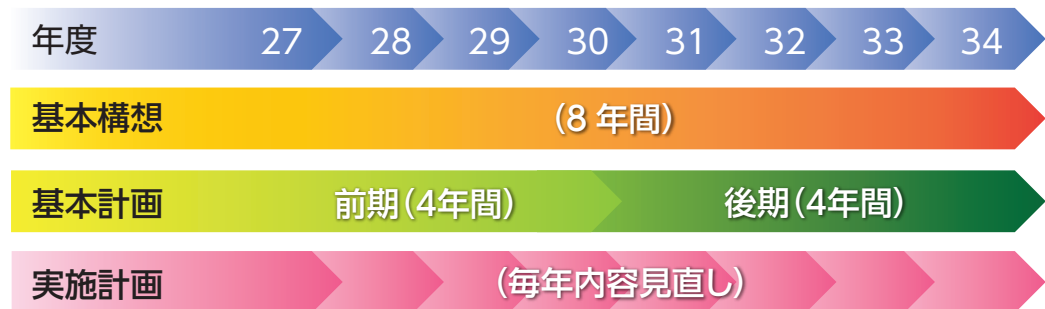 年度 27 28 29 30 31 32 33 34
基本構想 (8年間)
基本計画 前期(4年間) 後期(4年間)
実施計画 (毎年内容見直し)